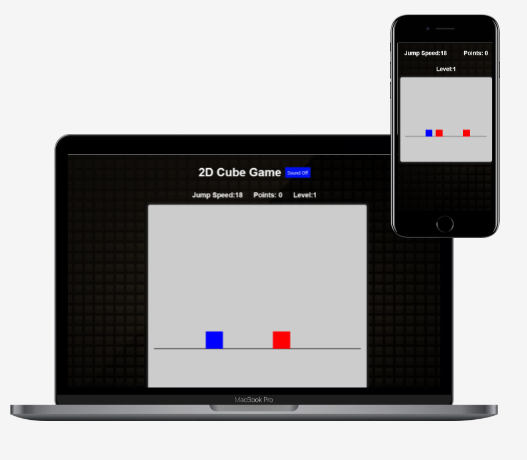 Jump Speed:18 Points: 0
Level:1
2D Cube Game Sound Off
Jump Speed:18 Points: 0 Level:1
MacBook Pro